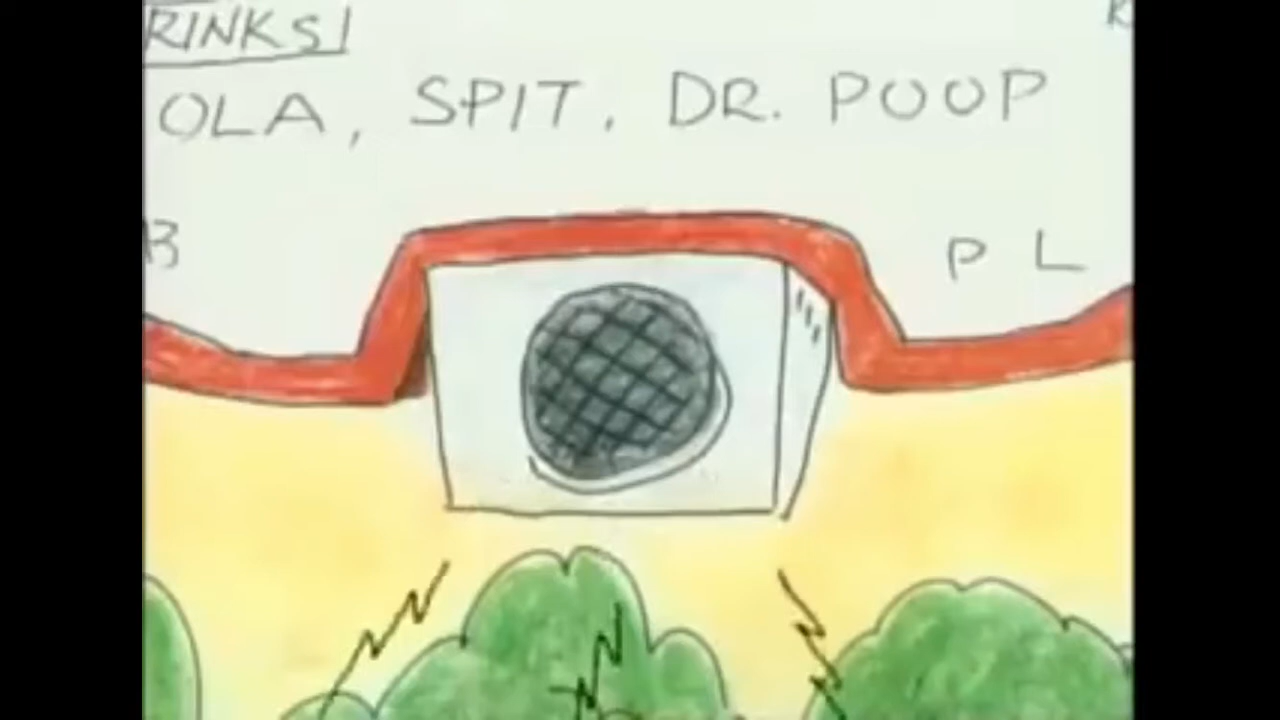 RINKS!
OLA, SPIT, DR. POOP
B P L